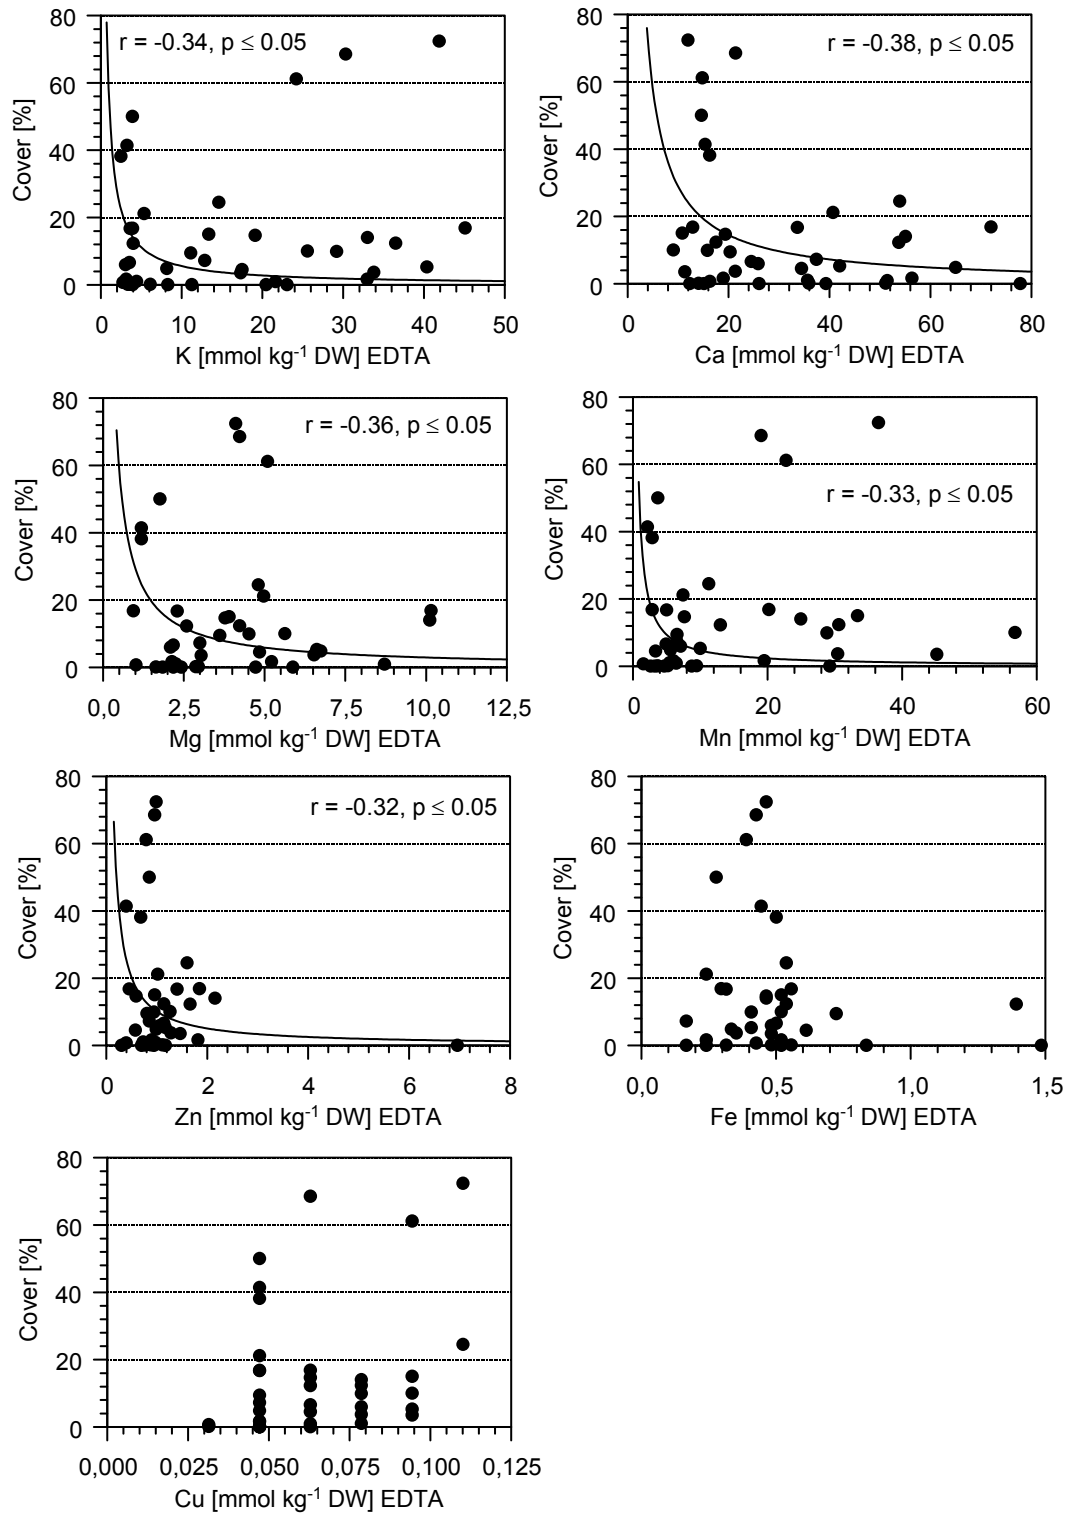 80
60
40
20
0
Cover [%]
r = -0.34, p ≤ 0.05
0 10 20 30 40 50
K [mmol kg⁻¹ DW] EDTA
80
60
40
20
0
Cover [%]
r = -0.38, p ≤ 0.05
0 20 40 60 80
Ca [mmol kg⁻¹ DW] EDTA
80
60
40
20
0
Cover [%]
r = -0.36, p ≤ 0.05
0,0 2,5 5,0 7,5 10,0 12,5
Mg [mmol kg⁻¹ DW] EDTA
80
60
40
20
0
Cover [%]
r = -0.33, p ≤ 0.05
0 20 40 60
Mn [mmol kg⁻¹ DW] EDTA
80
60
40
20
0
Cover [%]
r = -0.32, p ≤ 0.05
0 2 4 6 8
Zn [mmol kg⁻¹ DW] EDTA
80
60
40
20
0
Cover [%]
0,0 0,5 1,0 1,5
Fe [mmol kg⁻¹ DW] EDTA
80
60
40
20
0
Cover [%]
0,000 0,025 0,050 0,075 0,100 0,125
Cu [mmol kg⁻¹ DW] EDTA